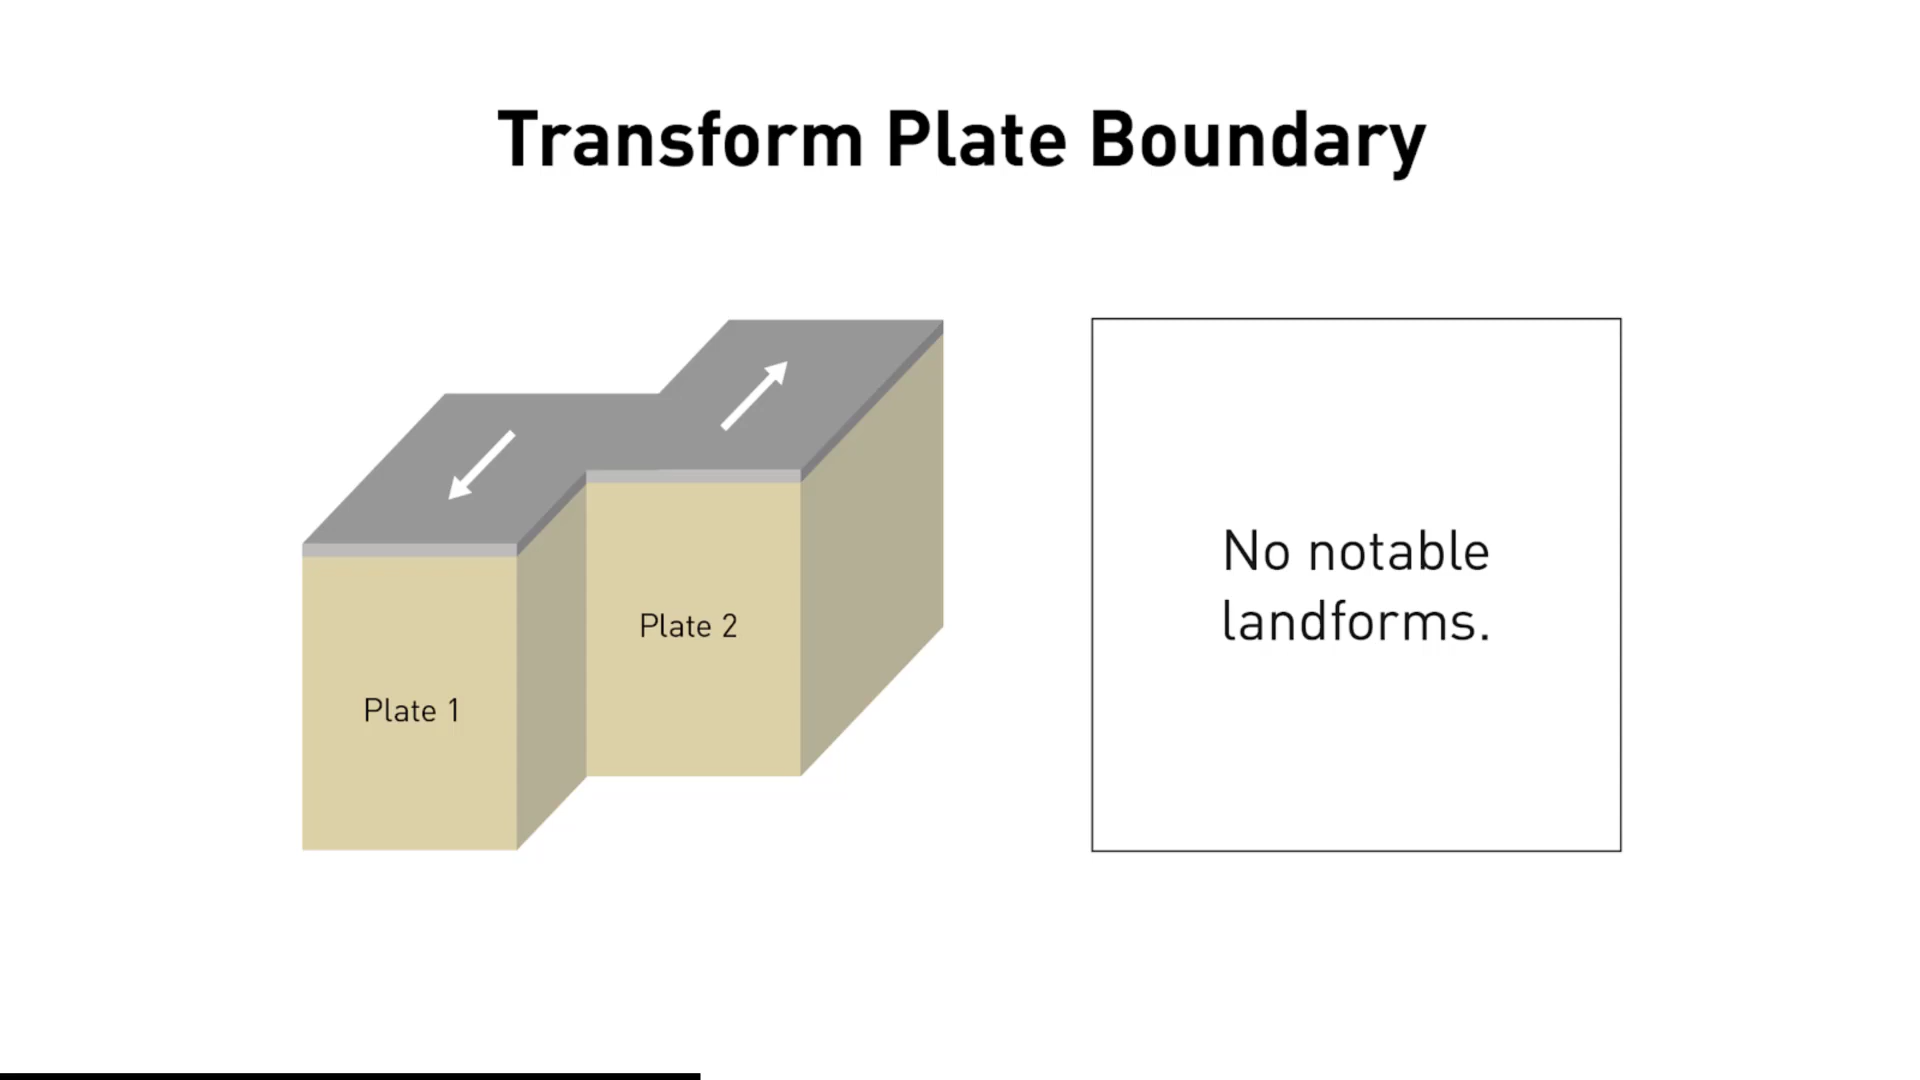 Transform Plate Boundary
Plate 1
Plate 2
No notable
landforms.